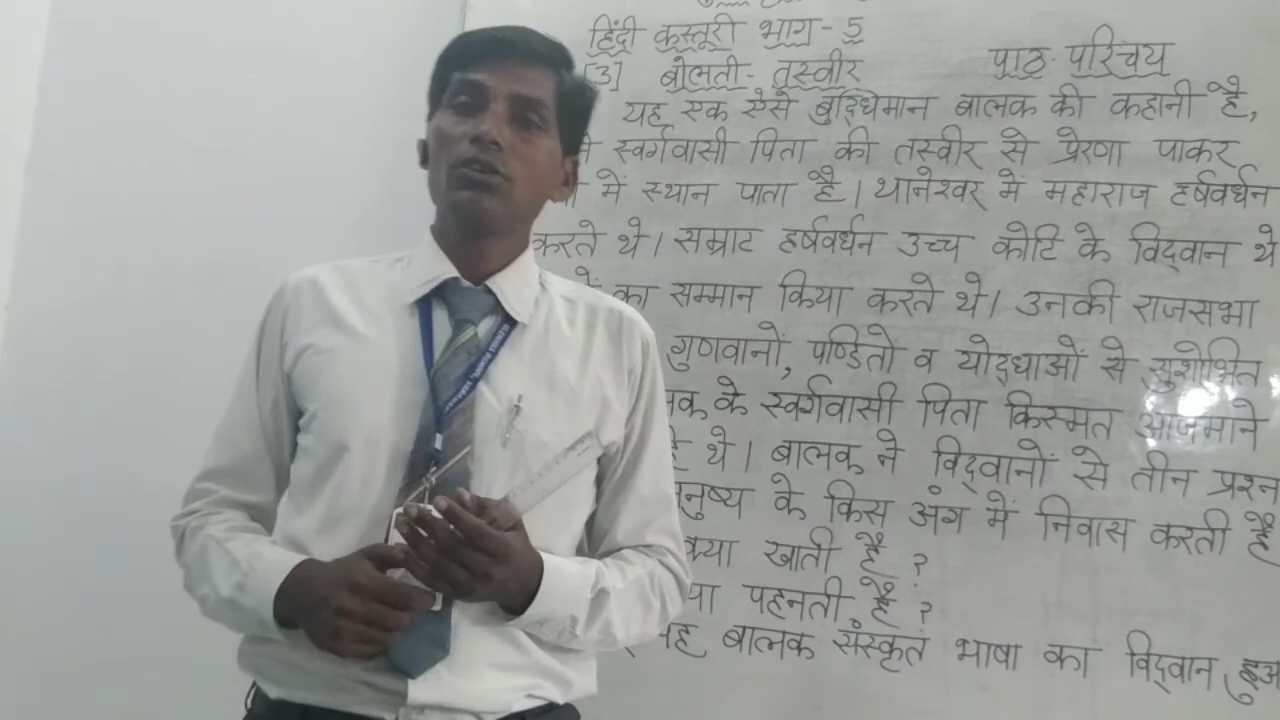 हिंदी कस्तूरी भाग - 5
[3] बोलती - तस्वीर पाठ - परिचय
यह एक ऐसे बुद्धिमान बालक की कहानी है,
स्वर्गवासी पिता की तस्वीर से प्रेरणा पाकर
में स्थान पाता है। थानेश्वर में महाराज हर्षवर्धन
करते थे। सम्राट हर्षवर्धन उच्च कोटि के विद्वान थे
का सम्मान किया करते थे। उनकी राजसभा
गुणवानों, पण्डितों व योद्धाओं से सुशोभित
के स्वर्गवासी पिता किस्मत आजमाने
थे। बालक ने विद्वानों से तीन प्रश्न
के किस अंग में निवास करती है
क्या खाती है ?
पहनती है ?
यह बालक संस्कृत भाषा का विद्वान